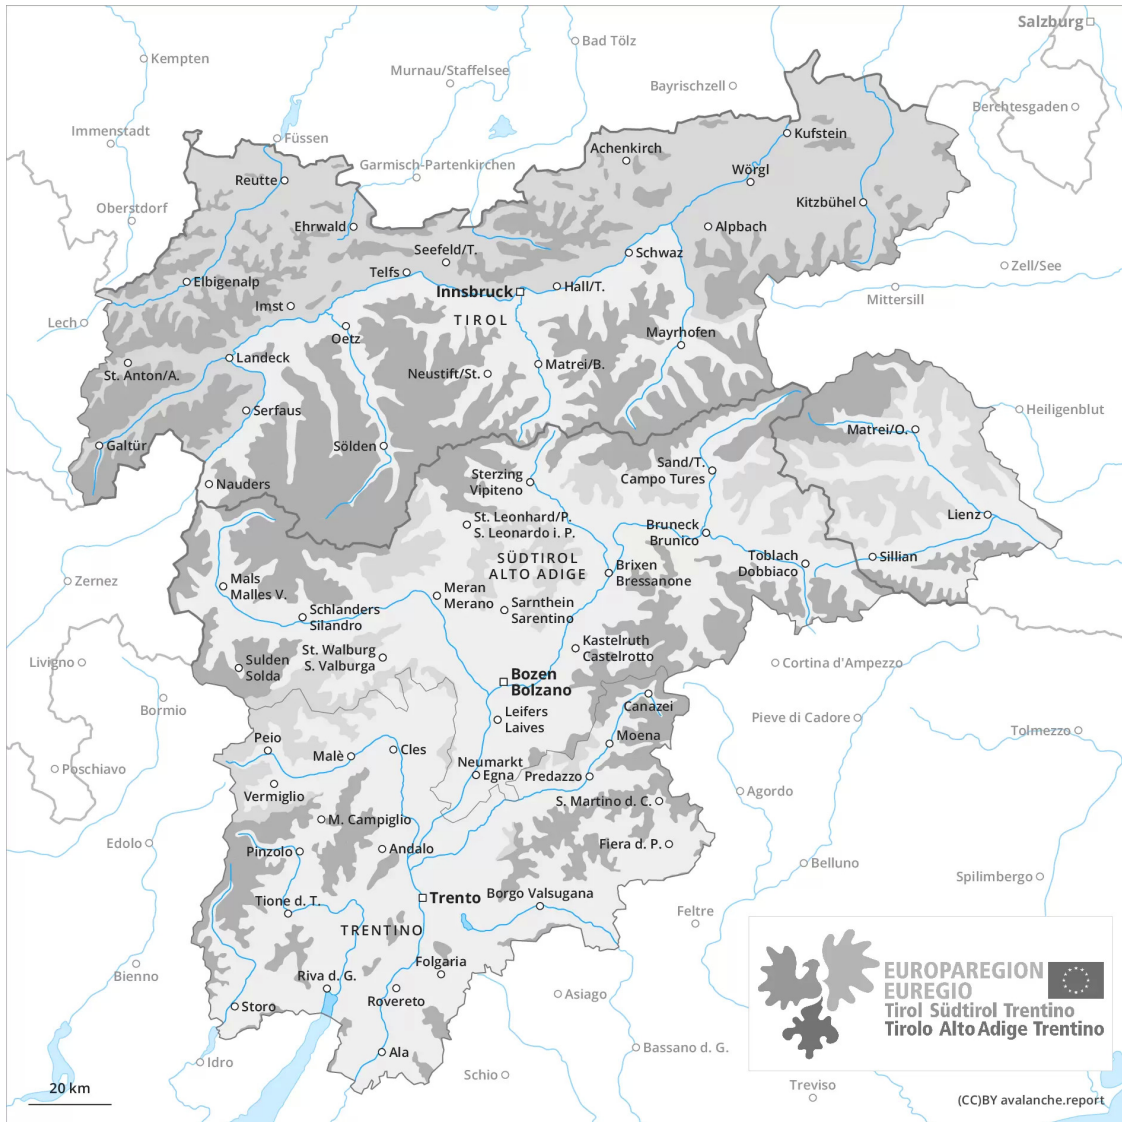 Salzburg
Bad Tölz
Kempten
Murnau/Staffelsee
Bayrischzell
Berchtesgaden
Immenstadt
Füssen
Kufstein
Achenkirch
Garmisch-Partenkirchen
Wörgl
Reutte
Oberstdorf
Kitzbühel
Ehrwald
Alpbach
Seefeld/T.
Schwaz
Telfs
Zell/See
Elbigenalp
Hall/T.
Innsbruck
Mittersill
Imst
TIROL
Lech
Oetz
Mayrhofen
Landeck
Matrei/B.
St. Anton/A.
Neustift/St.
Serfaus
Heiligenblut
Matrei/O.
Galtür
Sölden
Sand/T.
Campo Tures
Sterzing
Vipiteno
Nauders
St. Leonhard/P.
S. Leonardo i. P.
Lienz
Bruneck
Brunico
SÜDTIROL
ALTO ADIGE
Toblach
Dobbiaco
Sillian
Brixen
Bressanone
Zernez
Mals
Malles V.
Meran
Merano
Sarnthein
Sarentino
Schlanders
Silandro
Kastelruth
Castelrotto
St. Walburg
S. Valburga
Livigno
Sulden
Solda
Cortina d'Ampezzo
Bozen
Bolzano
Canazei
Bormio
Leifers
Laives
Pieve di Cadore
Tolmezzo
Moena
Peio
Malè
Cles
Neumarkt
Egna
Predazzo
Poschiavo
Vermiglio
Agordo
S. Martino d. C.
M. Campiglio
Edolo
Pinzolo
Andalo
Fiera d. P.
Belluno
Spilimbergo
Borgo Valsugana
Trento
Tione d. T.
Feltre
TRENTINO
Folgaria
Bienno
Riva d. G.
EUROPAREGION
EUREGIO
Tirol Südtirol Trentino
Tirolo Alto Adige Trentino
Rovereto
Asiago
Storo
Ala
Bassano d. G.
Idro
Schio
Treviso
20 km
(CC)BY avalanche.report